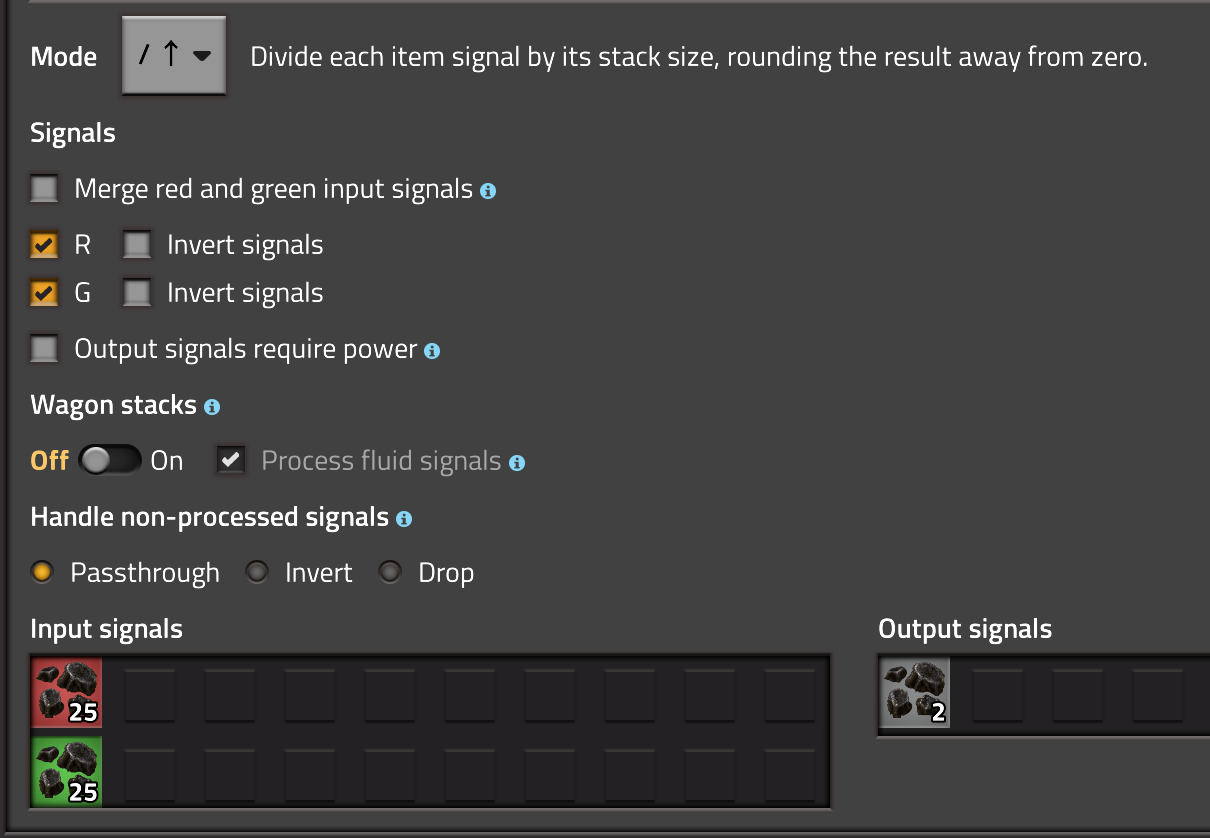 Mode / ↑ Divide each item signal by its stack size, rounding the result away from zero.
Signals
Merge red and green input signals
R Invert signals
G Invert signals
Output signals require power
Wagon stacks
Off On Process fluid signals
Handle non-processed signals
Passthrough Invert Drop
Input signals Output signals
25 2
25